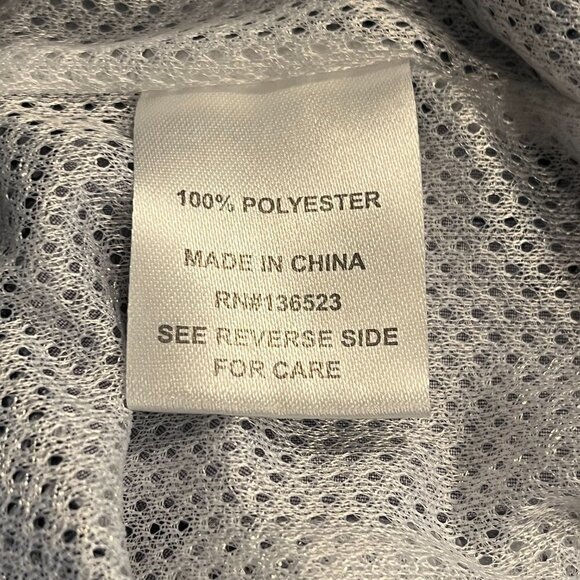 100% POLYESTER
MADE IN CHINA
RN#136523
SEE REVERSE SIDE
FOR CARE